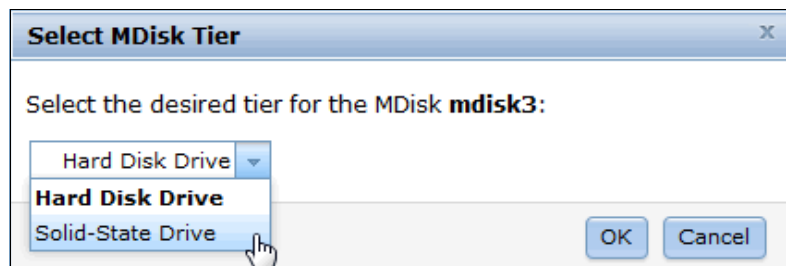 Select MDisk Tier x
Select the desired tier for the MDisk mdisk3:
Hard Disk Drive
Hard Disk Drive
Solid-State Drive
OK Cancel